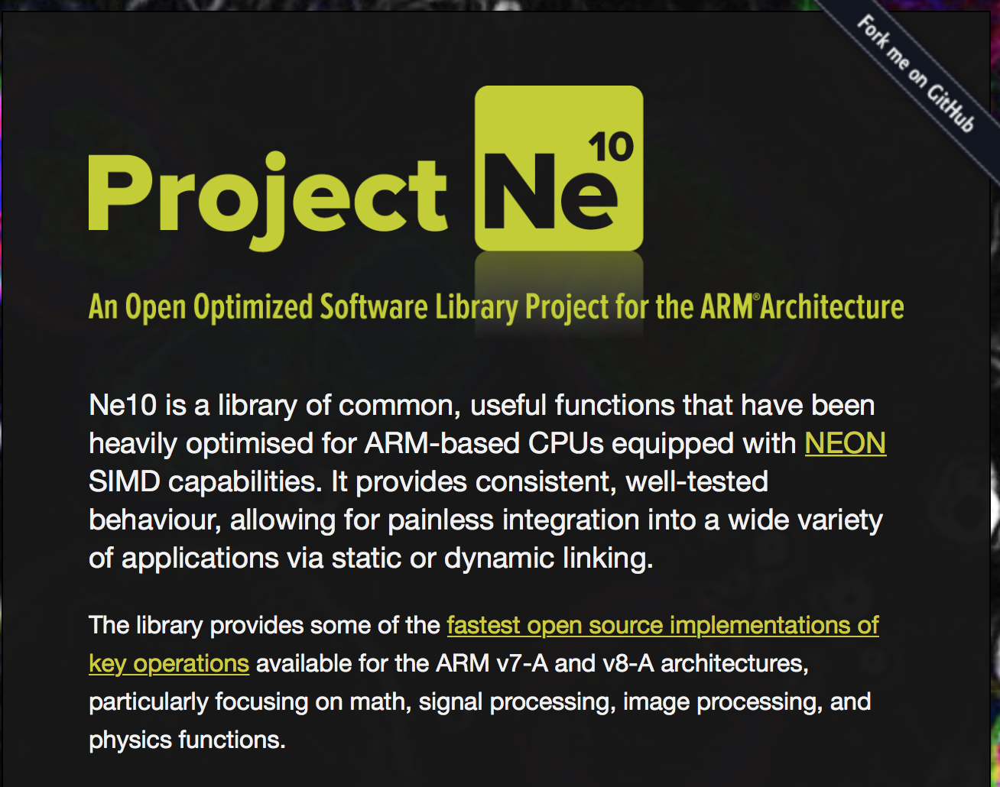 Fork me on GitHub
Project Ne10
An Open Optimized Software Library Project for the ARM® Architecture
Ne10 is a library of common, useful functions that have been
heavily optimised for ARM-based CPUs equipped with NEON
SIMD capabilities. It provides consistent, well-tested
behaviour, allowing for painless integration into a wide variety
of applications via static or dynamic linking.
The library provides some of the fastest open source implementations of
key operations available for the ARM v7-A and v8-A architectures,
particularly focusing on math, signal processing, image processing, and
physics functions.